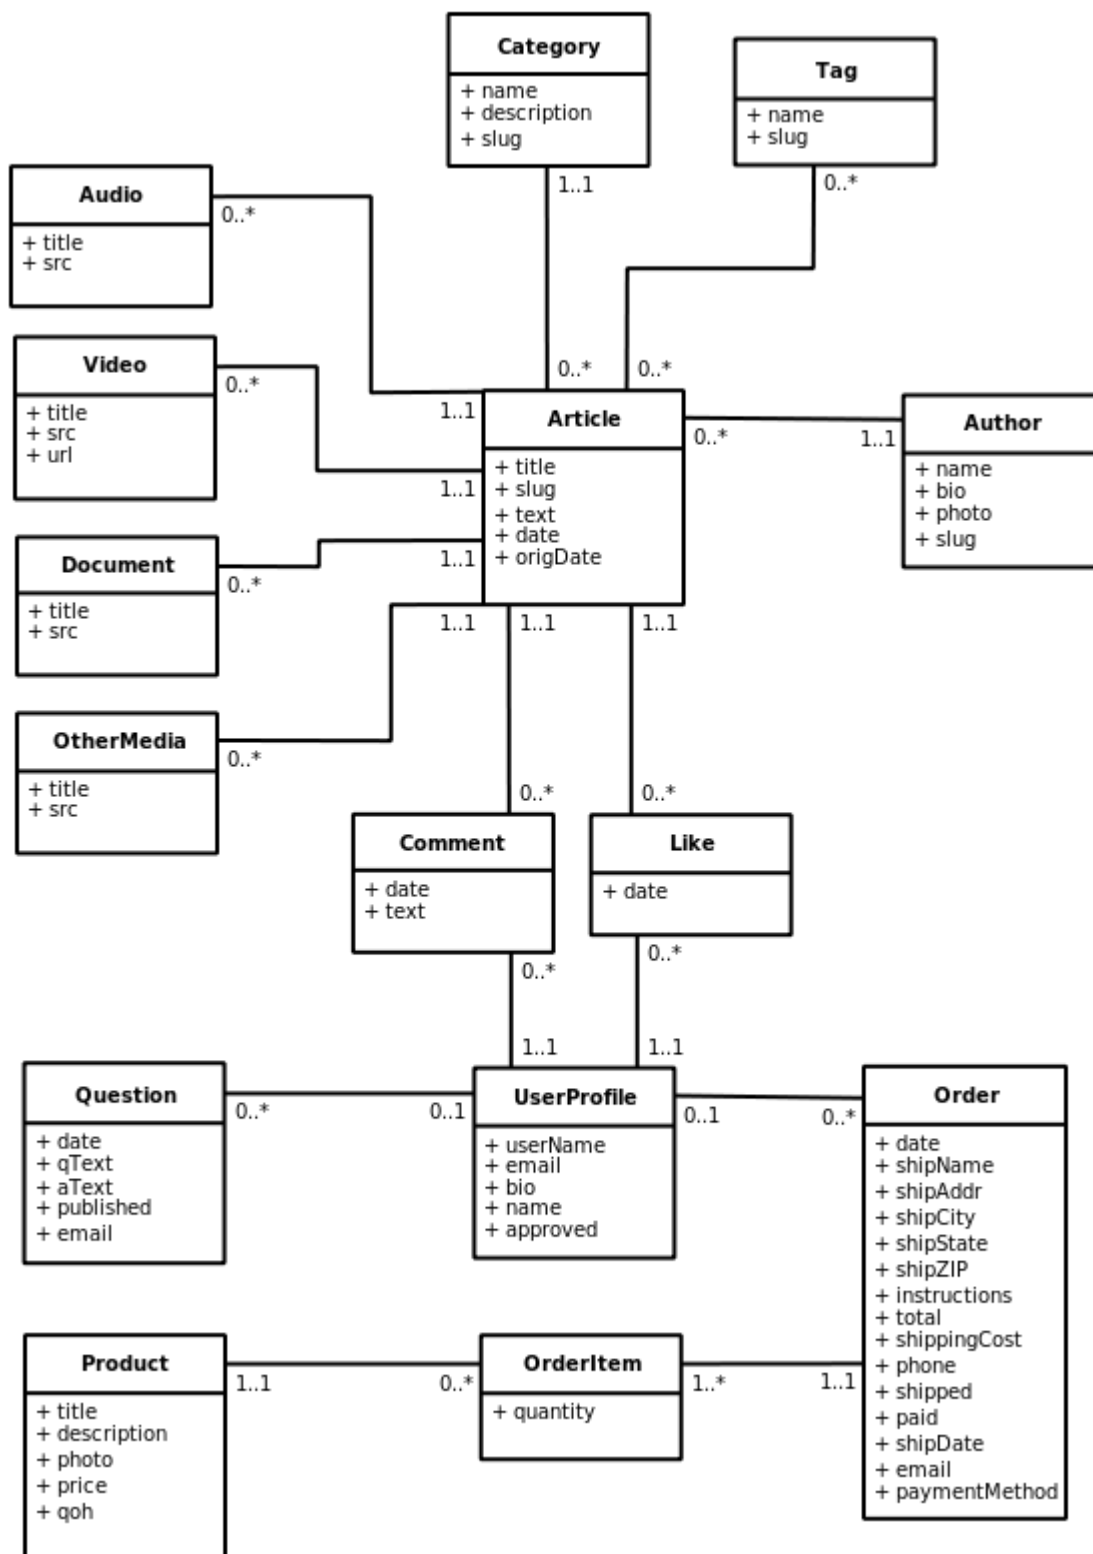 Category
+ name
+ description
+ slug
1..1
Tag
+ name
+ slug
0..*
Audio
+ title
+ src
0..*
Video
+ title
+ src
+ url
0..*
Document
+ title
+ src
0..*
OtherMedia
+ title
+ src
0..*
0..*
0..*
1..1
1..1
1..1
1..1
1..1
1..1
Article
+ title
+ slug
+ text
+ date
+ origDate
0..*
1..1
Author
+ name
+ bio
+ photo
+ slug
0..*
0..*
Comment
+ date
+ text
0..*
Like
+ date
0..*
1..1
1..1
Question
+ date
+ qText
+ aText
+ published
+ email
0..*
0..1
UserProfile
+ userName
+ email
+ bio
+ name
+ approved
0..1
0..*
Order
+ date
+ shipName
+ shipAddr
+ shipCity
+ shipState
+ shipZIP
+ instructions
+ total
+ shippingCost
+ phone
+ shipped
+ paid
+ shipDate
+ email
+ paymentMethod
Product
+ title
+ description
+ photo
+ price
+ qoh
1..1
0..*
OrderItem
+ quantity
1..*
1..1